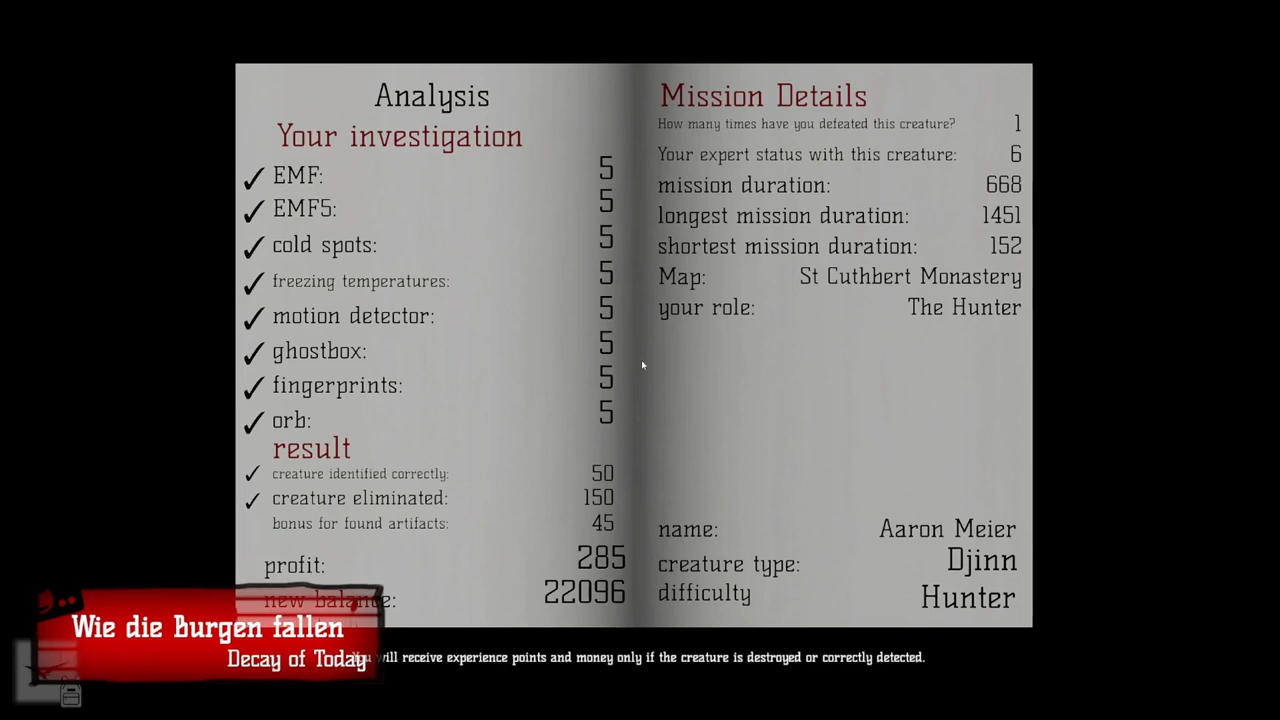 Analysis
Your investigation
EMF: 5
EMF5: 5
cold spots: 5
freezing temperatures: 5
motion detector: 5
ghostbox: 5
fingerprints: 5
orb: 5
result
creature identified correctly: 50
creature eliminated: 150
bonus for found artifacts: 45
profit: 285
new balance: 22096
Mission Details
How many times have you defeated this creature? 1
Your expert status with this creature: 6
mission duration: 668
longest mission duration: 1451
shortest mission duration: 152
Map: St Cuthbert Monastery
your role: The Hunter
name: Aaron Meier
creature type: Djinn
difficulty Hunter
Wie die Burgen fallen
Decay of Today
You will receive experience points and money only if the creature is destroyed or correctly detected.